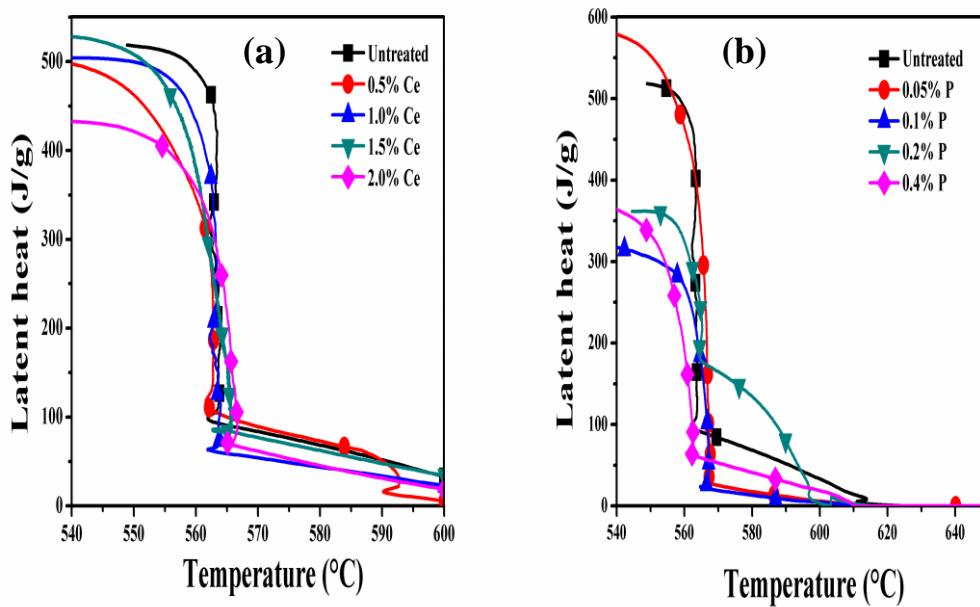 (a)
Untreated
0.5% Ce
1.0% Ce
1.5% Ce
2.0% Ce
500
400
300
200
100
0
540 550 560 570 580 590 600
Latent heat (J/g)
Temperature (°C)
(b)
Untreated
0.05% P
0.1% P
0.2% P
0.4% P
600
500
400
300
200
100
0
540 560 580 600 620 640
Latent heat (J/g)
Temperature (°C)